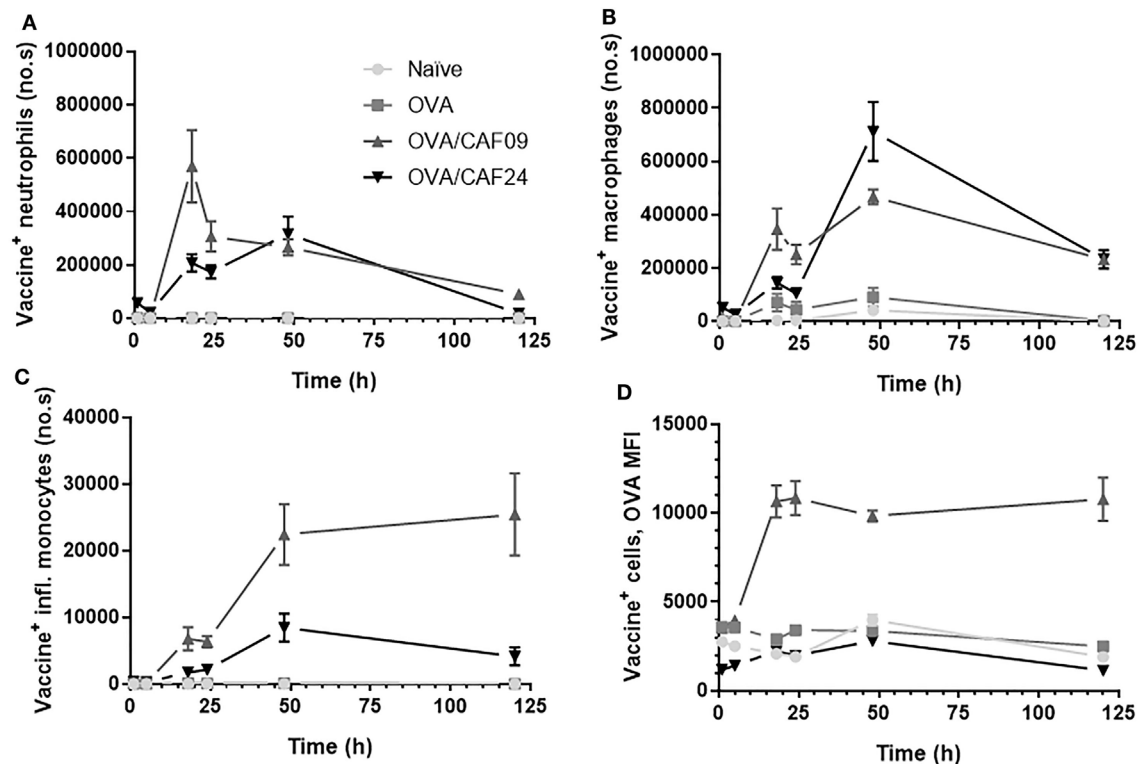 A
Vaccine+ neutrophils (no.s)
1000000
800000
600000
400000
200000
0
0 25 50 75 100 125
Time (h)
Naïve
OVA
OVA/CAF09
OVA/CAF24
B
Vaccine+ macrophages (no.s)
1000000
800000
600000
400000
200000
0
0 25 50 75 100 125
Time (h)
C
Vaccine+ infl. monocytes (no.s)
40000
30000
20000
10000
0
0 25 50 75 100 125
Time (h)
D
Vaccine+ cells, OVA MFI
15000
10000
5000
0
0 25 50 75 100 125
Time (h)